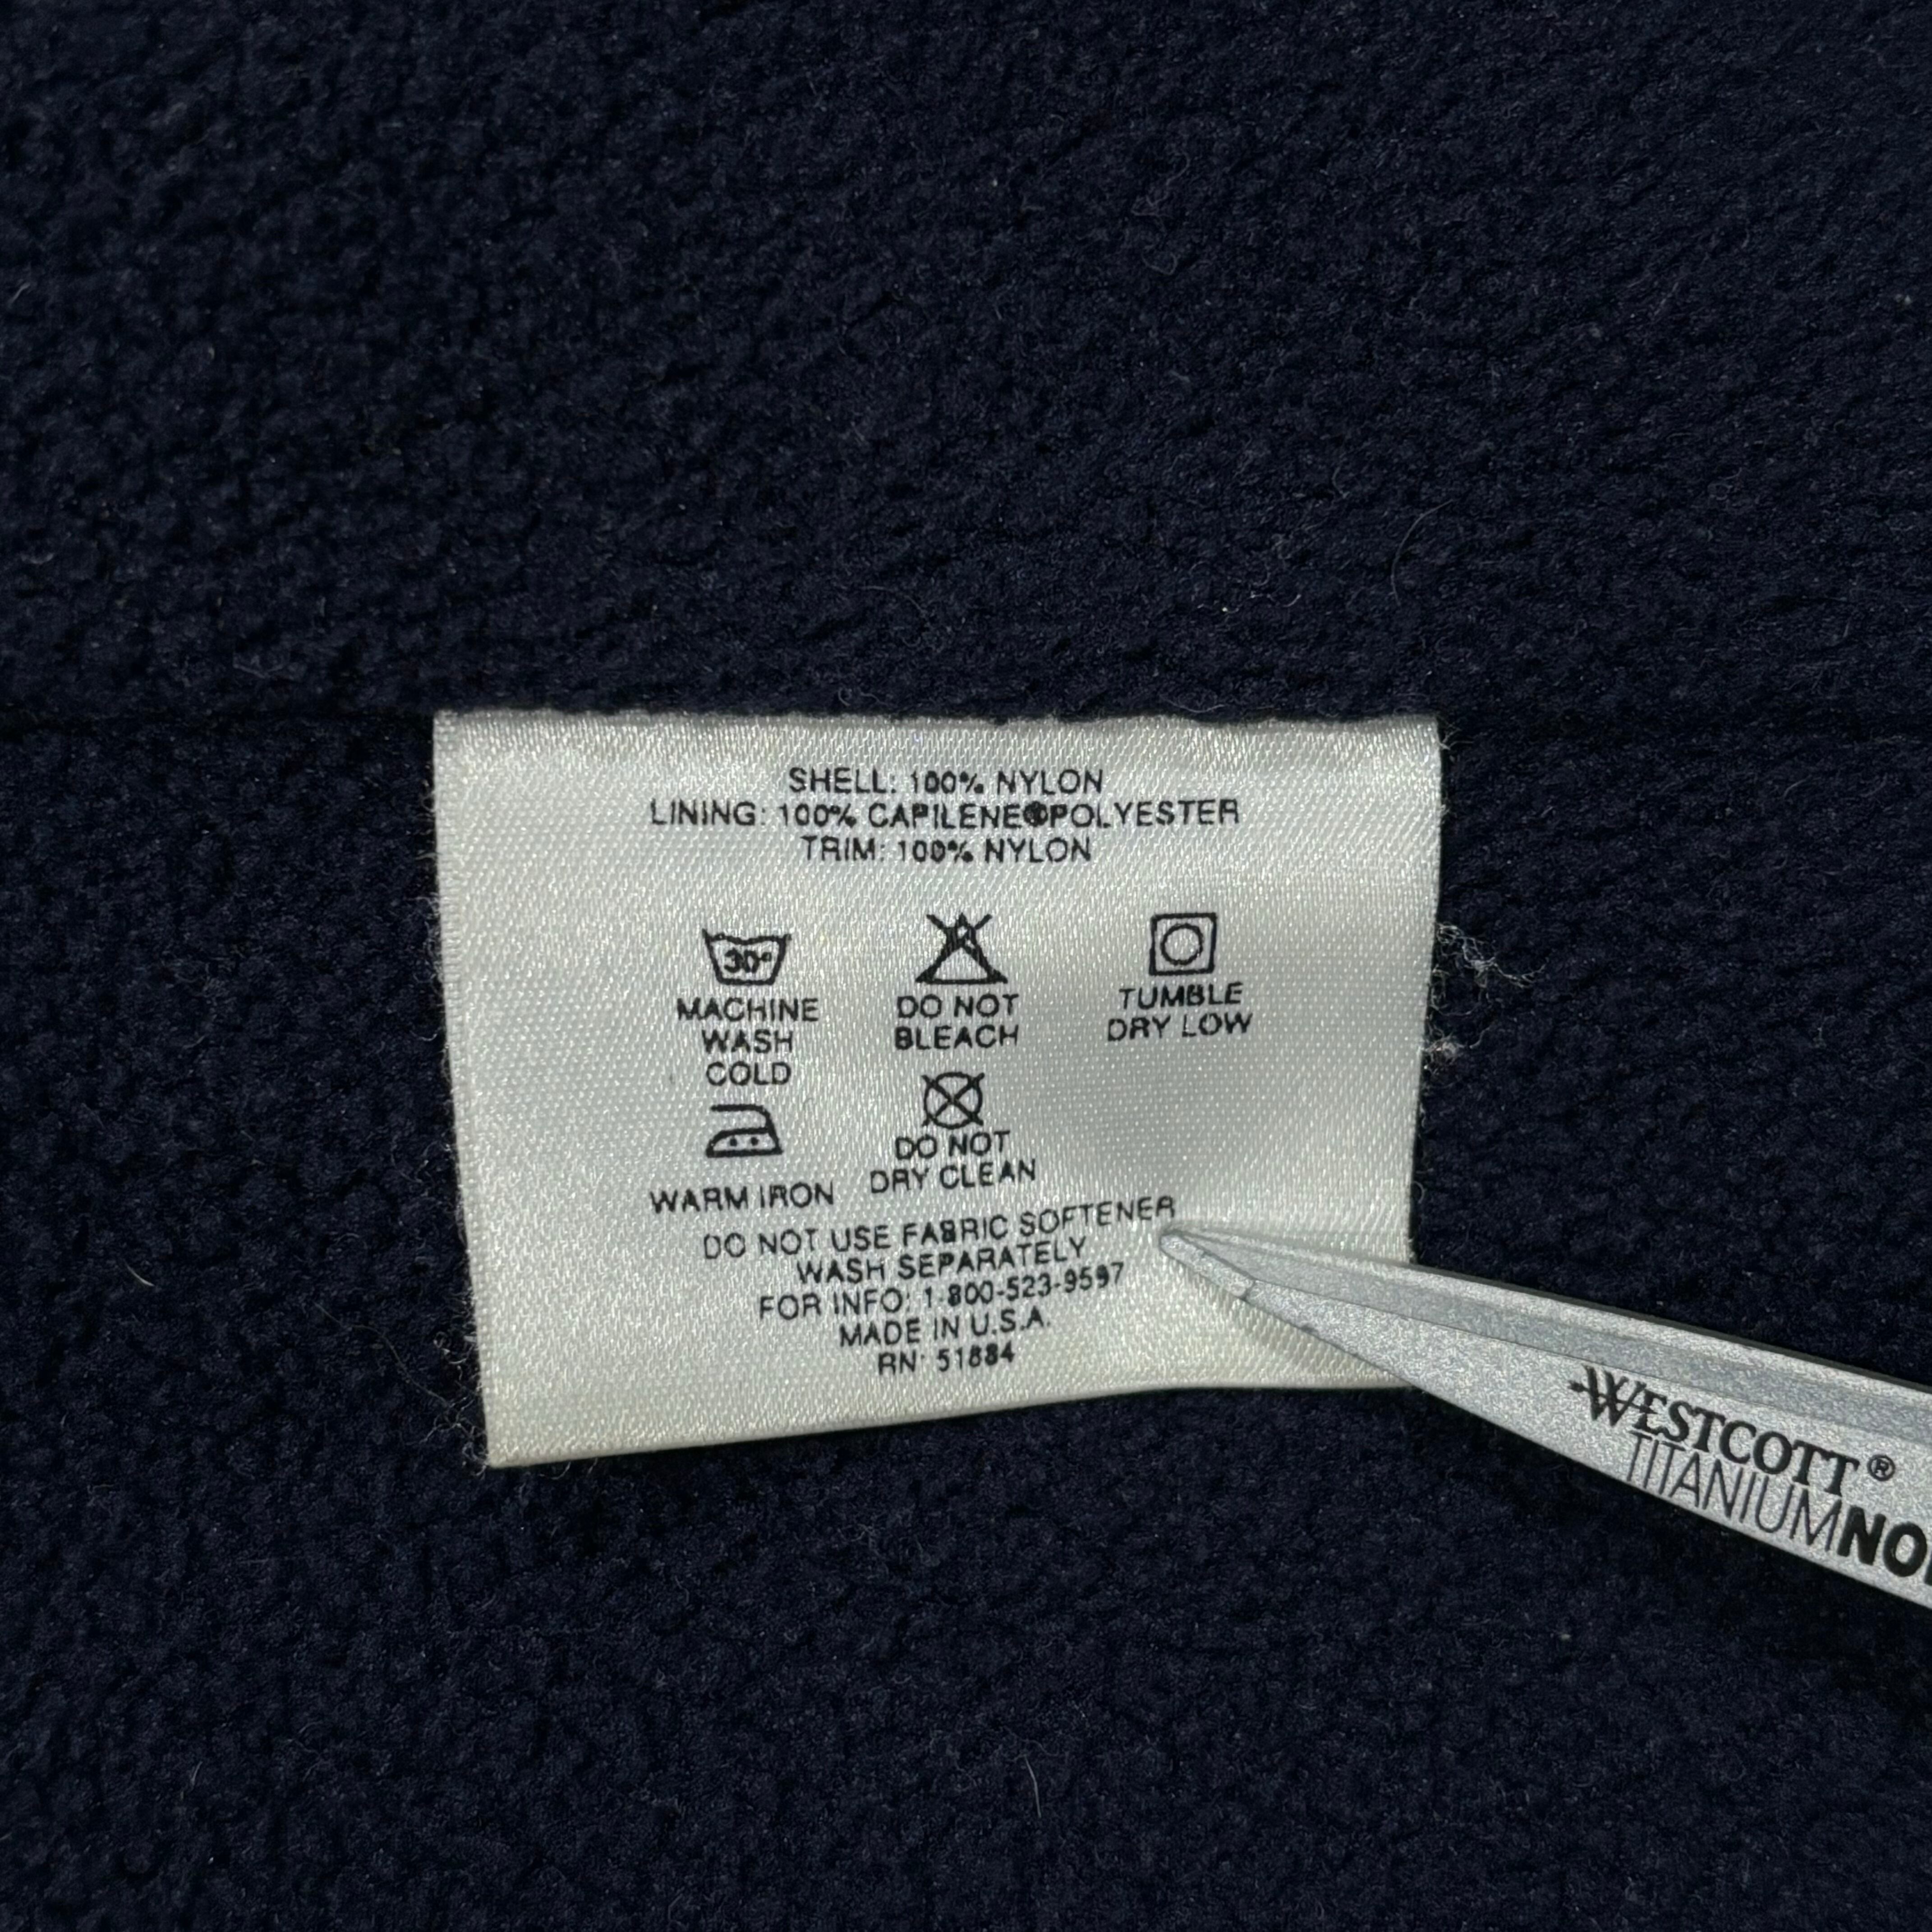 SHELL: 100% NYLON
LINING: 100% CAPILENE®POLYESTER
TRIM: 100% NYLON
30°
MACHINE WASH COLD
DO NOT BLEACH
TUMBLE DRY LOW
WARM IRON
DO NOT DRY CLEAN
DO NOT USE FABRIC SOFTENER
WASH SEPARATELY
FOR INFO: 1-800-523-9597
MADE IN U.S.A.
RN: 51884
WESTCOTT®
TITANIUM